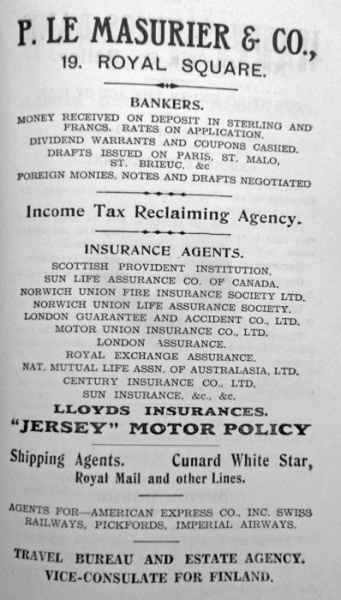 P. LE MASURIER & CO.,
19. ROYAL SQUARE.
BANKERS.
MONEY RECEIVED ON DEPOSIT IN STERLING AND
FRANCS. RATES ON APPLICATION.
DIVIDEND WARRANTS AND COUPONS CASHED.
DRAFTS ISSUED ON PARIS, ST. MALO,
ST. BRIEUC, &c
FOREIGN MONIES, NOTES AND DRAFTS NEGOTIATED
Income Tax Reclaiming Agency.
INSURANCE AGENTS.
SCOTTISH PROVIDENT INSTITUTION.
SUN LIFE ASSURANCE CO. OF CANADA.
NORWICH UNION FIRE INSURANCE SOCIETY LTD.
NORWICH UNION LIFE ASSURANCE SOCIETY.
LONDON GUARANTEE AND ACCIDENT CO., LTD.
MOTOR UNION INSURANCE CO., LTD.
LONDON ASSURANCE.
ROYAL EXCHANGE ASSURANCE.
NAT. MUTUAL LIFE ASSN. OF AUSTRALASIA, LTD.
CENTURY INSURANCE CO., LTD.
SUN INSURANCE, &c., &c.
LLOYDS INSURANCES.
"JERSEY" MOTOR POLICY
Shipping Agents. Cunard White Star,
Royal Mail and other Lines.
AGENTS FOR—AMERICAN EXPRESS CO., INC. SWISS
RAILWAYS, PICKFORDS, IMPERIAL AIRWAYS.
TRAVEL BUREAU AND ESTATE AGENCY.
VICE-CONSULATE FOR FINLAND.